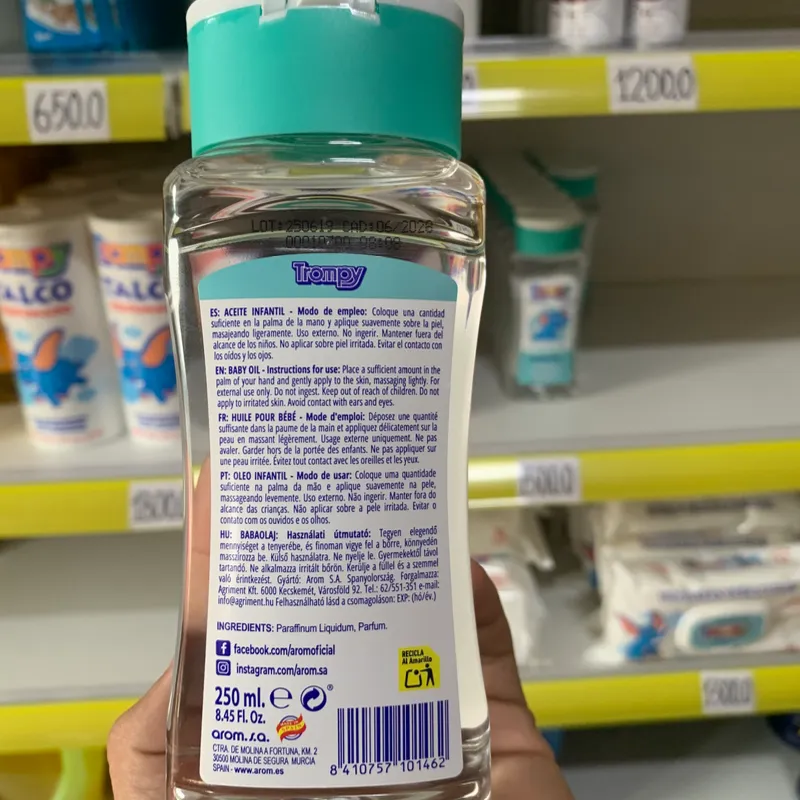 650.0
1200.0
TALCO
TALC
LOT:250619 CAD:06/2028
Trompy
ES: ACEITE INFANTIL - Modo de empleo: Coloque una cantidad
suficiente en la palma de la mano y aplique suavemente sobre la piel,
masajeando ligeramente. Uso externo. No ingerir. Mantener fuera del
alcance de los niños. No aplicar sobre piel irritada. Evitar el contacto con
los oídos y los ojos.
EN: BABY OIL - Instructions for use: Place a sufficient amount in the
palm of your hand and gently apply to the skin, massaging lightly. For
external use only. Do not ingest. Keep out of reach of children. Do not
apply to irritated skin. Avoid contact with ears and eyes.
FR: HUILE POUR BÉBÉ - Mode d'emploi: Déposez une quantité
suffisante dans la paume de la main et appliquez délicatement sur la
peau en massant légèrement. Usage externe uniquement. Ne pas
avaler. Garder hors de la portée des enfants. Ne pas appliquer sur
une peau irritée. Évitez tout contact avec les oreilles et les yeux.
PT: OLEO INFANTIL - Modo de usar: Coloque uma quantidade
suficiente na palma da mão e aplique suavemente na pele,
massageando levemente. Uso externo. Não ingerir. Manter fora do
alcance das crianças. Não aplicar sobre a pele irritada. Evitar o
contato com os ouvidos e os olhos.
HU: BABAOLAJ: Használati útmutató: Tegyen elegendő
mennyiséget a tenyerébe, és finoman vigye fel a bőrre, könnyedén
masszírozza be. Külső használatra. Ne nyelje le. Gyermekektől távol
tartandó. Ne alkalmazza irritált bőrön. Kerülje a füllel és a szemmel
való érintkezést. Gyártó: Arom S.A. Spanyolország. Forgalmazza:
Agriment Kft. 6000 Kecskemét, Városföld 92. Tel.: 62/551-351 e-mail:
info@agriment.hu Felhasználható lásd a csomagoláson: EXP: (hó/év.)
INGREDIENTS: Paraffinum Liquidum, Parfum.
facebook.com/aromoficial
instagram.com/arom.sa
RECICLA
Al Amarillo
250 ml. e
8.45 Fl. Oz.
SPAIN
arom.s.a.
CTRA. DE MOLINA A FORTUNA, KM. 2
30500 MOLINA DE SEGURA MURCIA
SPAIN - www.arom.es
8 410757 101462